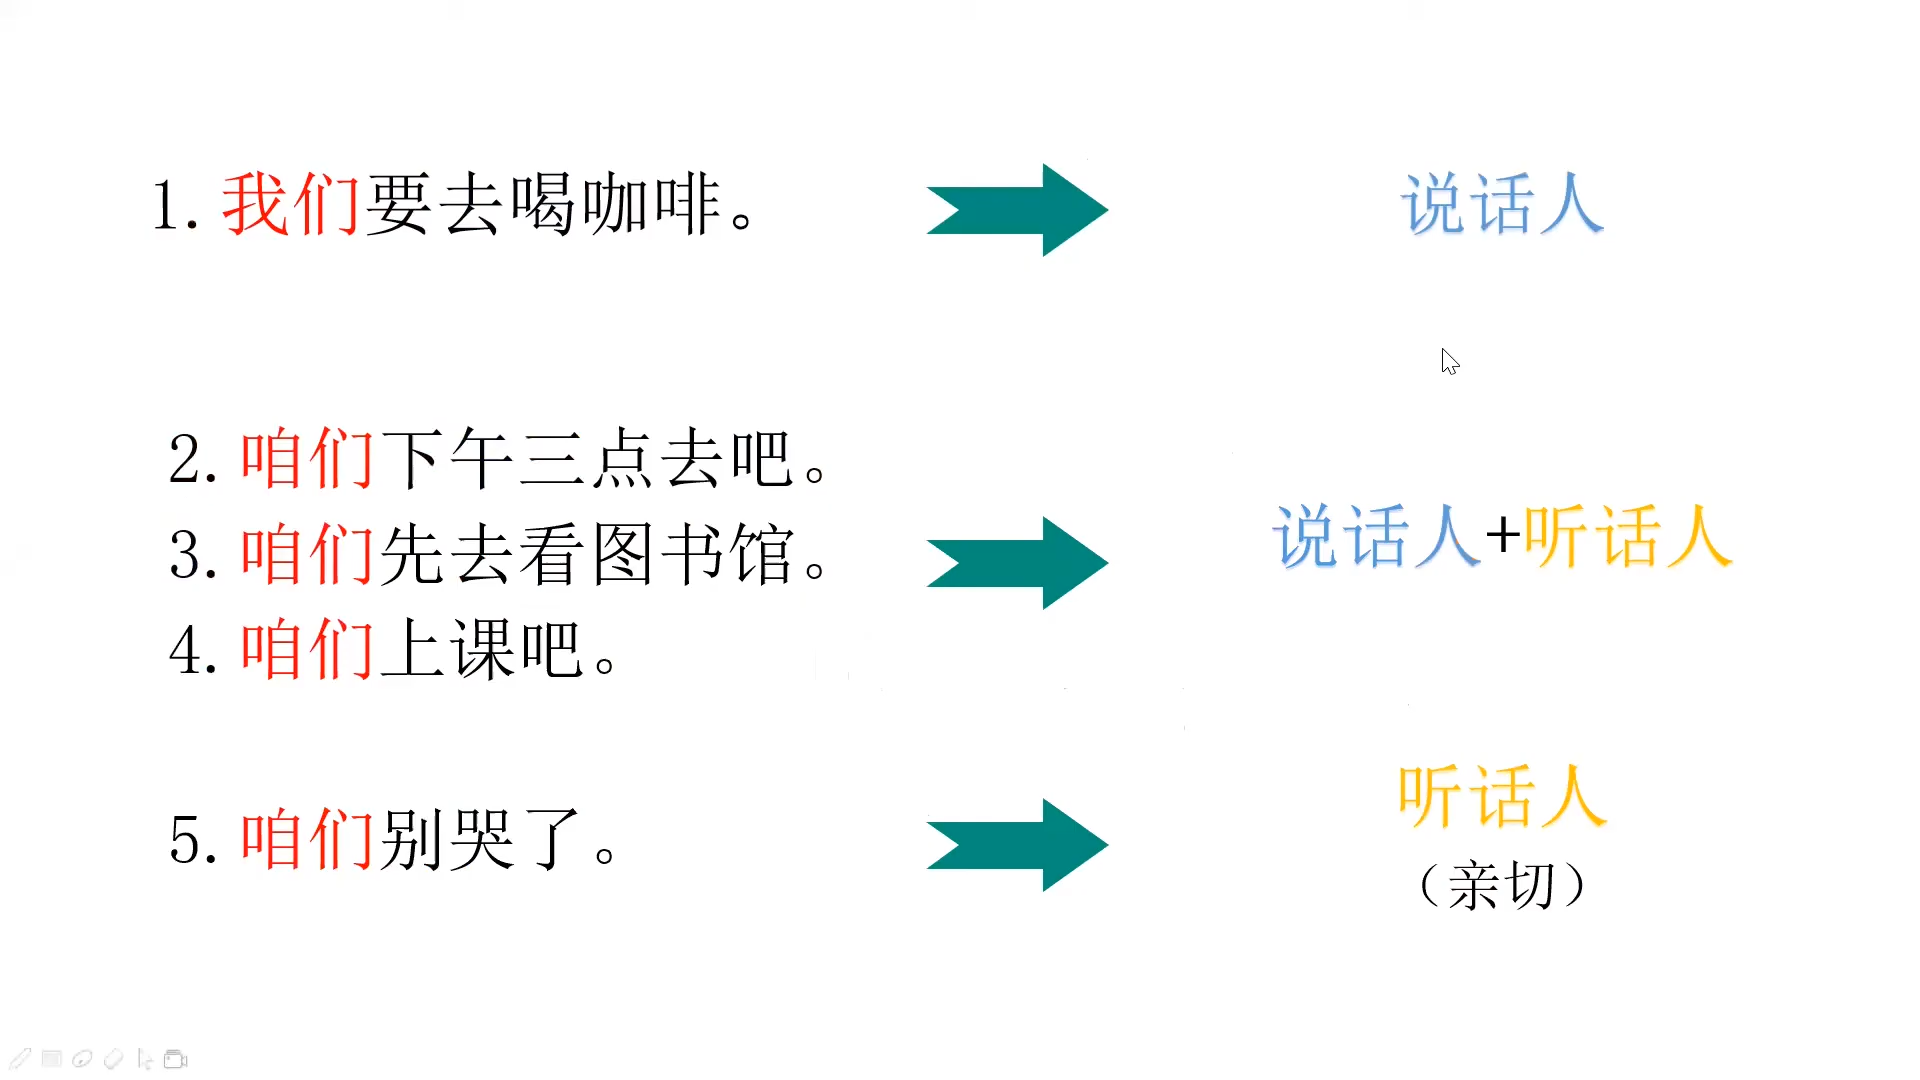 1.我们要去喝咖啡。
说话人
2.咱们下午三点去吧。
3.咱们先去看图书馆。
说话人+听话人
4.咱们上课吧。
5.咱们别哭了。
听话人
（亲切）